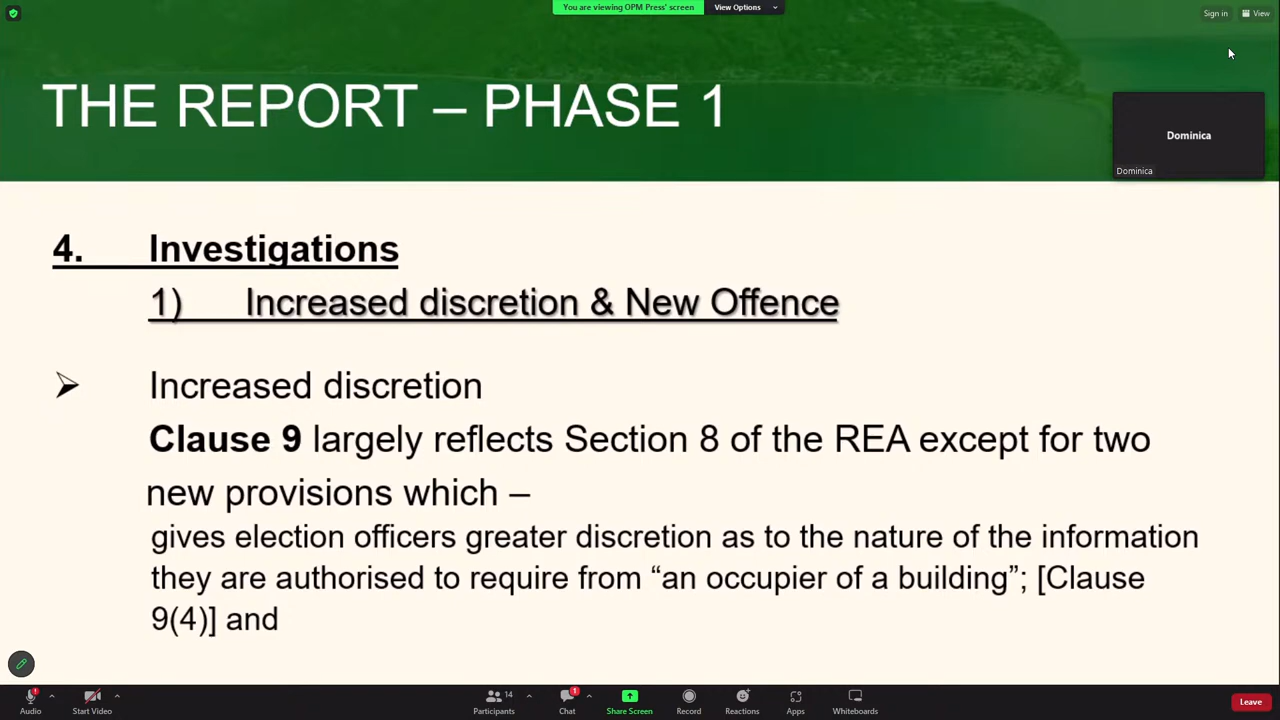 You are viewing OPM Press' screen
View Options
Sign in
View
THE REPORT – PHASE 1
Dominica
Dominica
4. Investigations
1) Increased discretion & New Offence
➢ Increased discretion
Clause 9 largely reflects Section 8 of the REA except for two
new provisions which –
gives election officers greater discretion as to the nature of the information
they are authorised to require from “an occupier of a building”; [Clause
9(4)] and
Audio
Start Video
Participants 14
Chat 1
Share Screen
Record
Reactions
Apps
Whiteboards
Leave